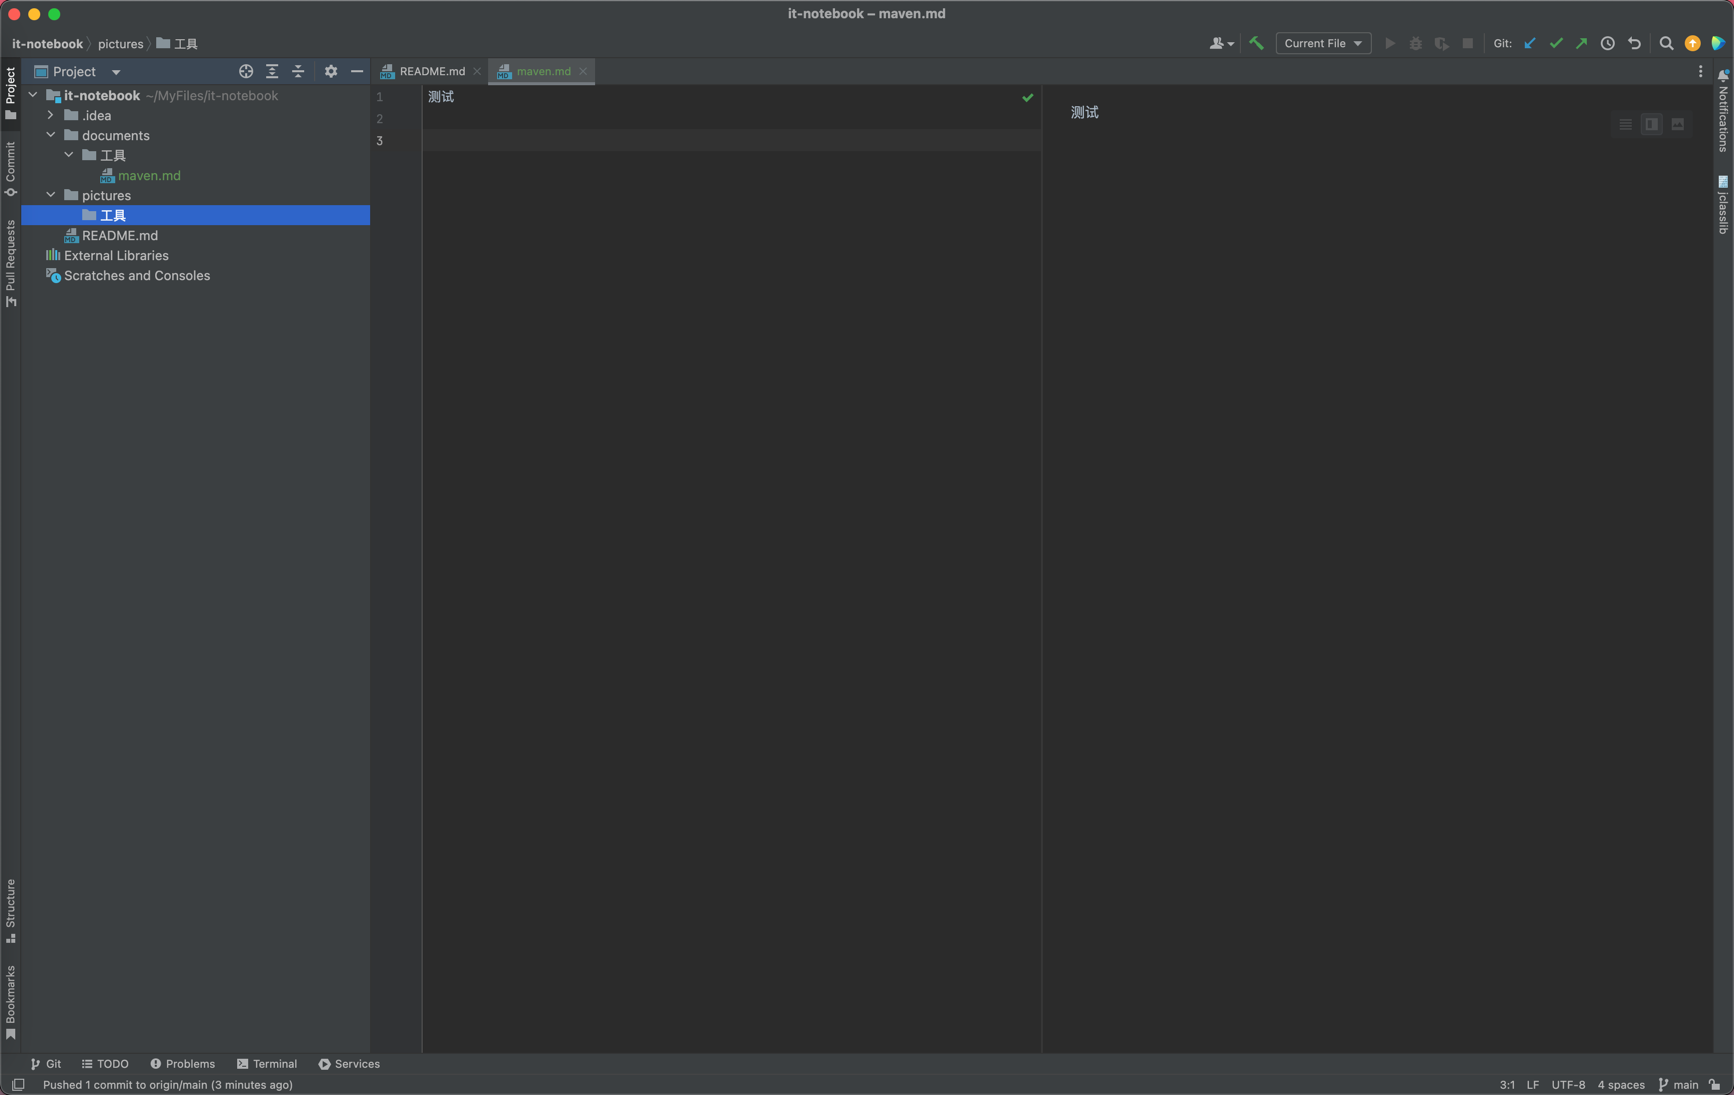 it-notebook – maven.md
it-notebook pictures 工具
Current File
Git:
Project
README.md
maven.md
it-notebook ~/MyFiles/it-notebook
.idea
documents
工具
maven.md
pictures
工具
README.md
External Libraries
Scratches and Consoles
1 测试
2
3
测试
Project
Commit
Pull Requests
Structure
Bookmarks
Notifications
jclasslib
Git TODO Problems Terminal Services
Pushed 1 commit to origin/main (3 minutes ago)
3:1 LF UTF-8 4 spaces main